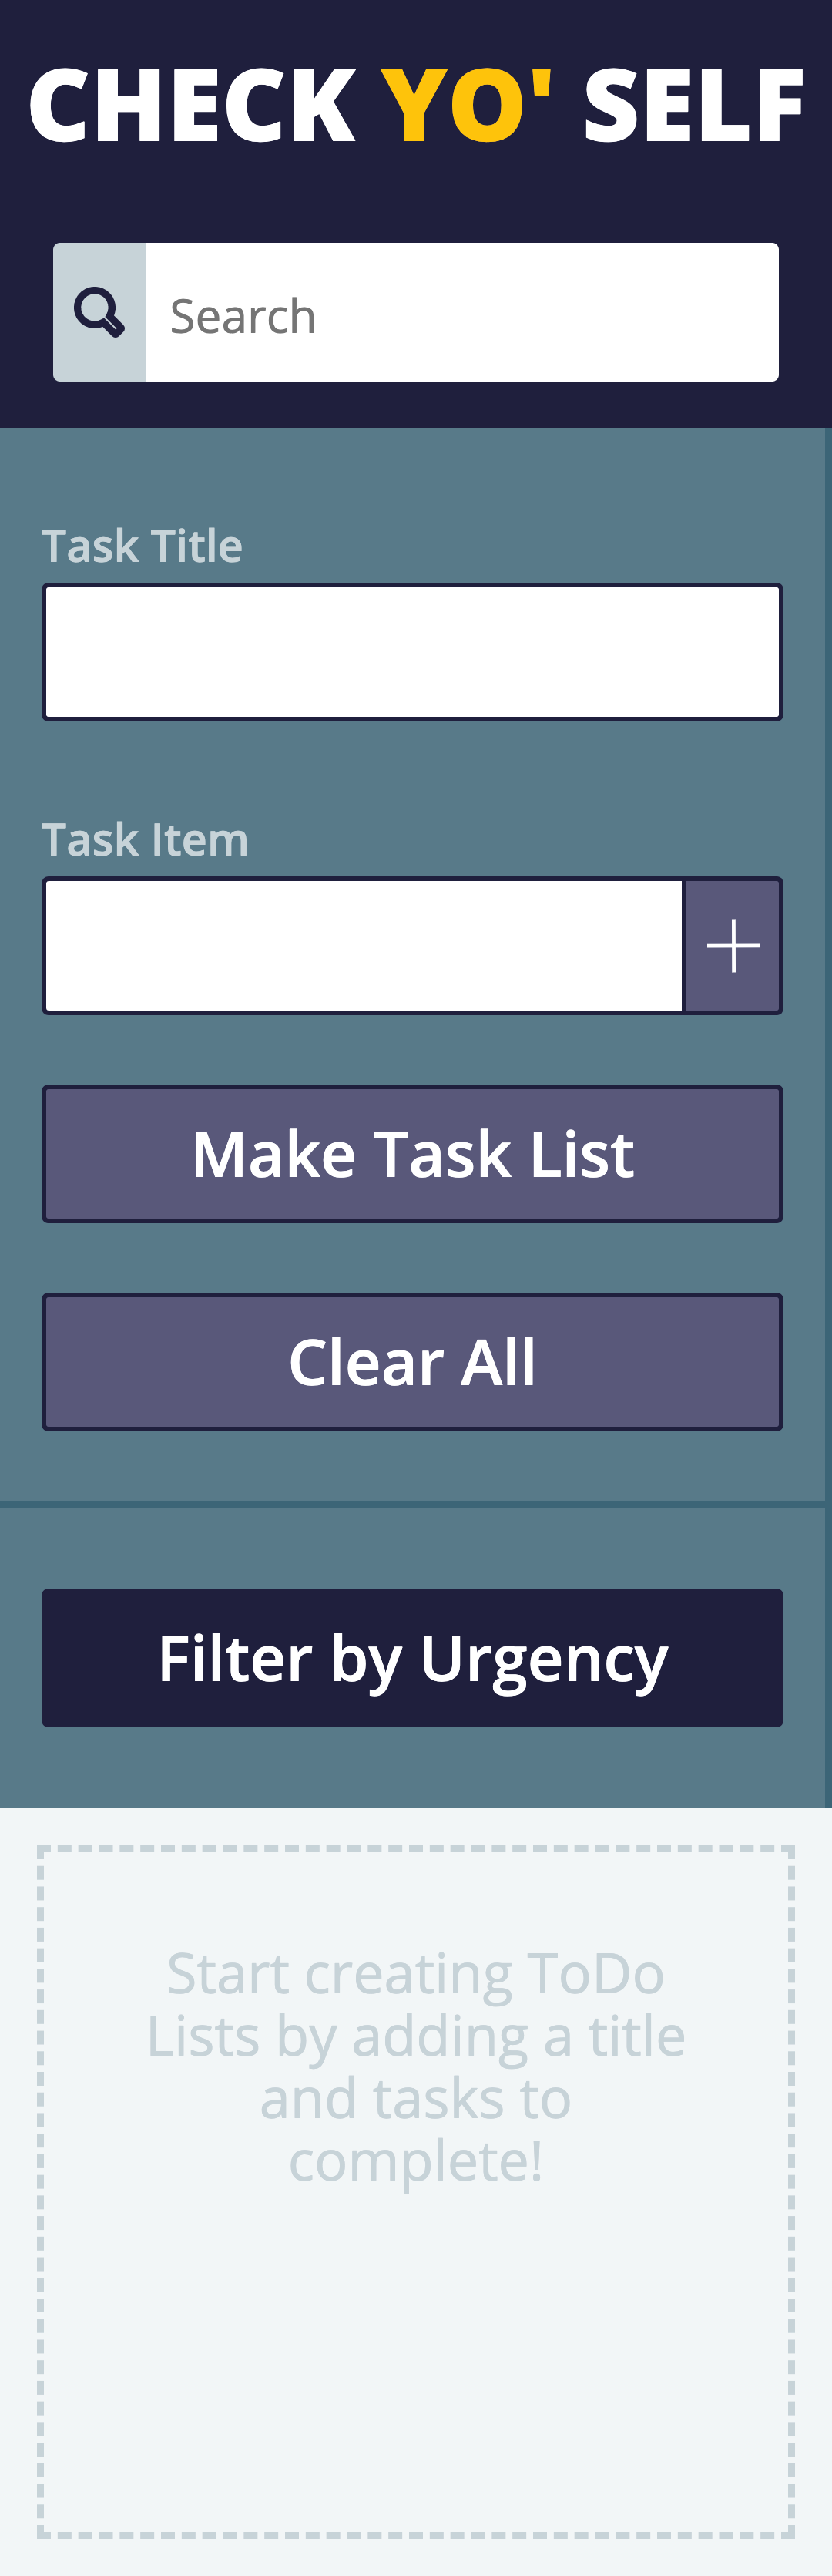 CHECK YO' SELF
Search
Task Title
Task Item
Make Task List
Clear All
Filter by Urgency
Start creating ToDo
Lists by adding a title
and tasks to
complete!